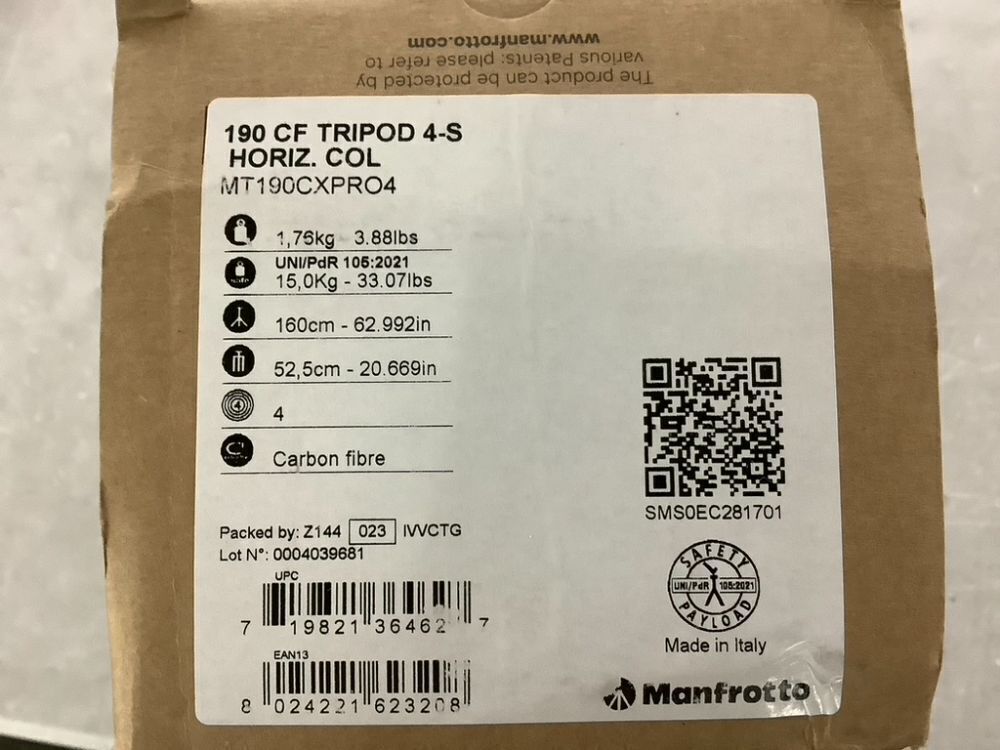 The product can be protected by
various Patents: please refer to
www.manfrotto.com
190 CF TRIPOD 4-S
HORIZ. COL
MT190CXPRO4
1,76kg 3.88lbs
UNI/PdR 105:2021
15,0Kg - 33.07lbs
160cm - 62.992in
52,5cm - 20.669in
4
4
Carbon fibre
SMS0EC281701
Packed by: Z144 023 IVVCTG
Lot N°: 0004039681
UPC
7 19821 36462 7
EAN13
8 024221 623208
SAFETY
UNI/PdR 105:2021
PAYLOAD
Made in Italy
Manfrotto